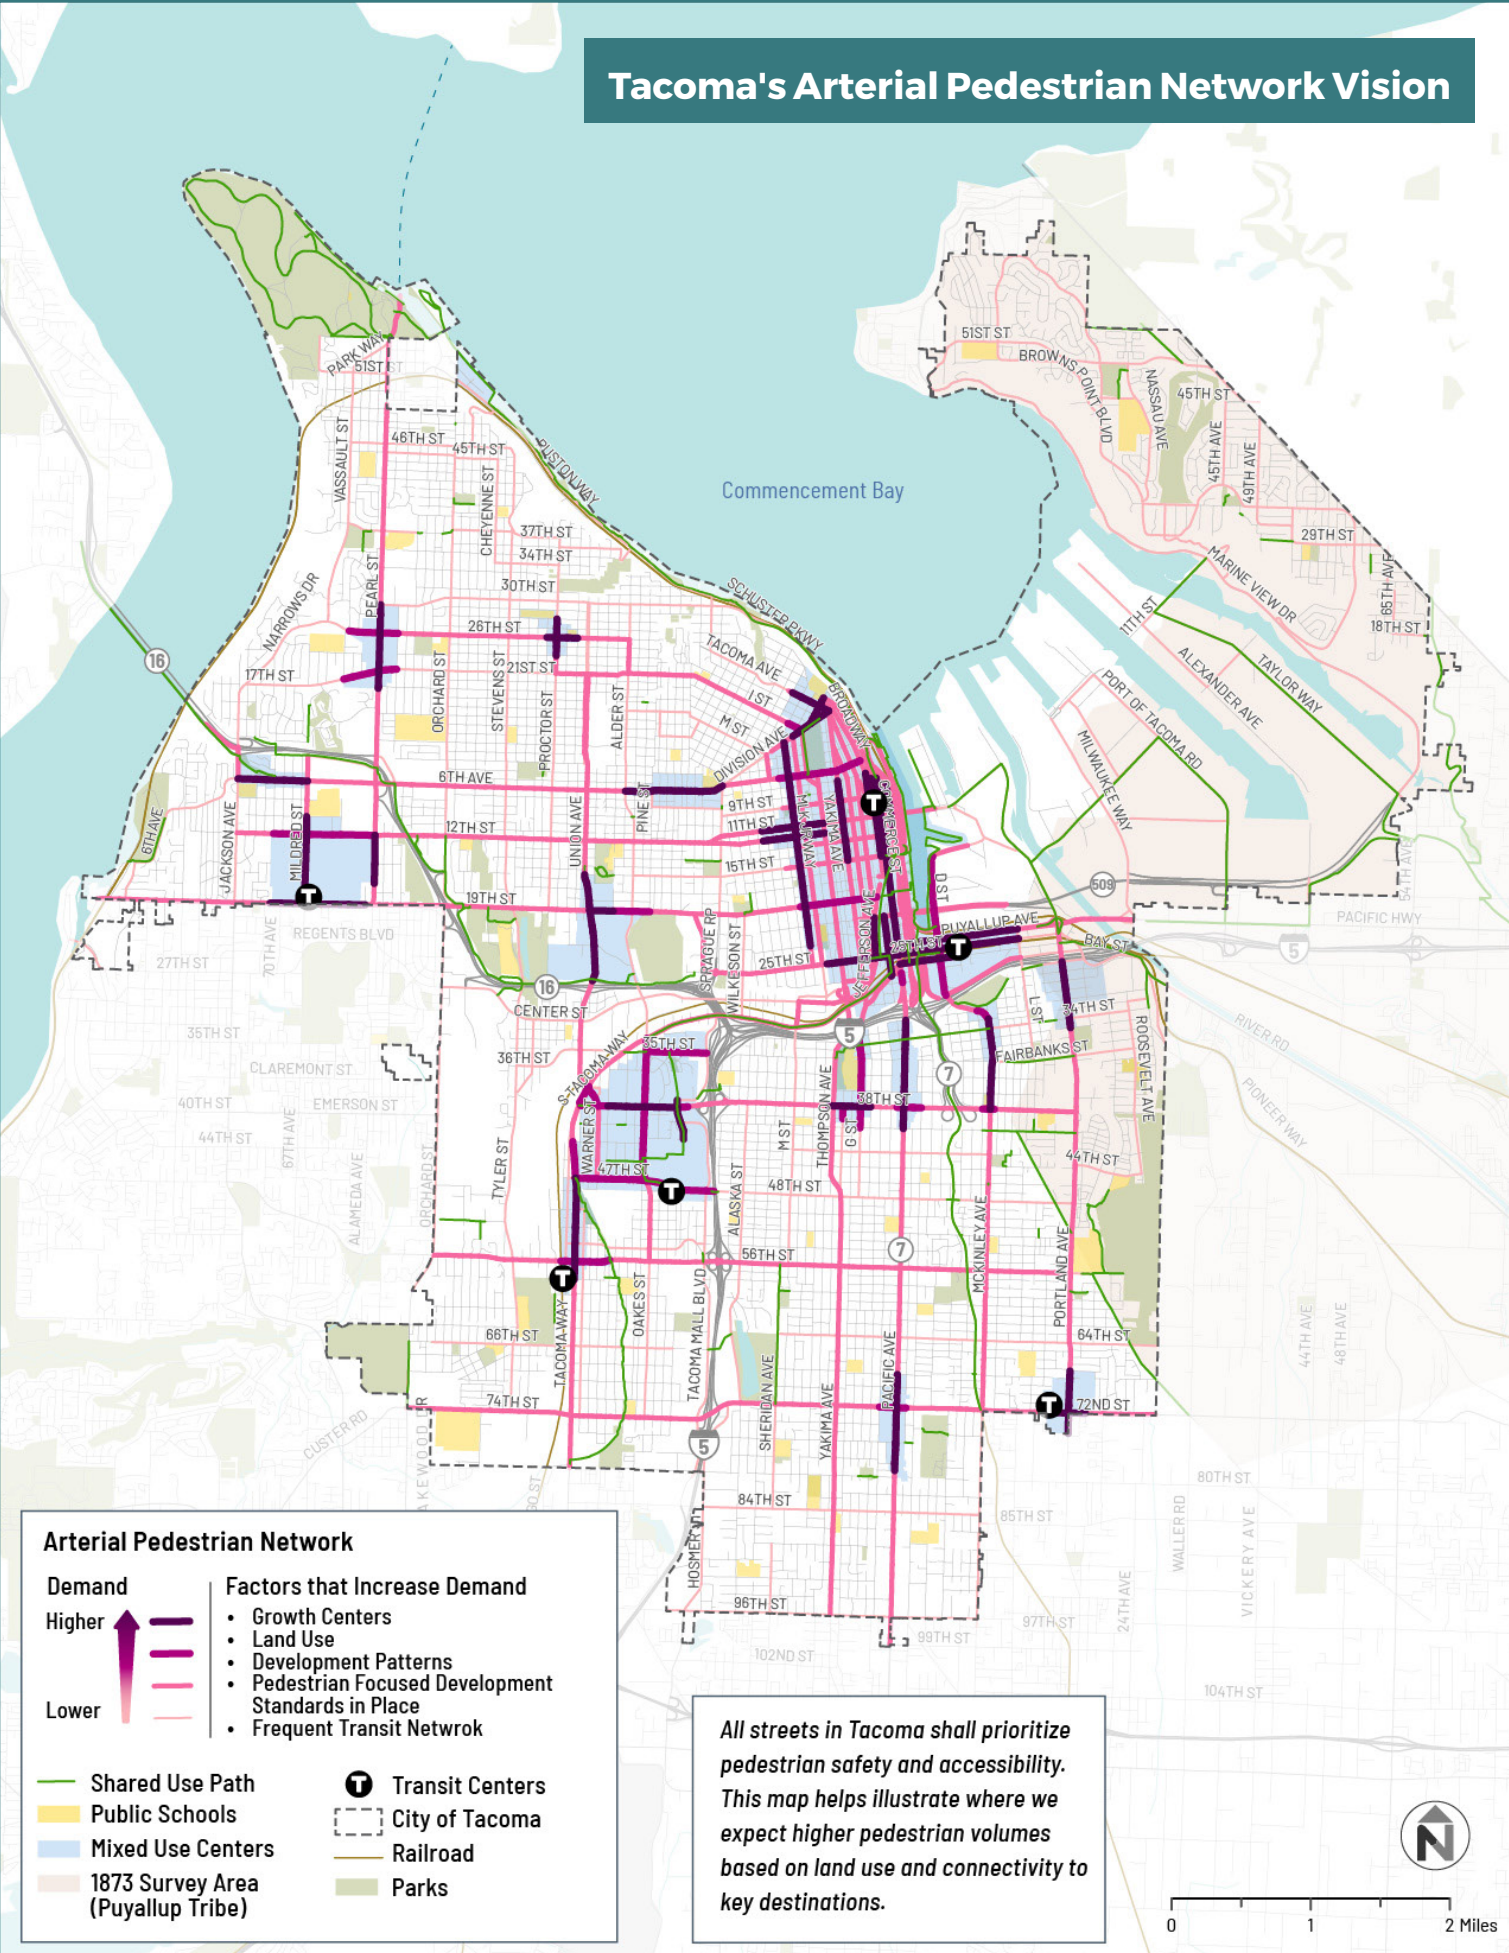 Tacoma's Arterial Pedestrian Network Vision
51ST ST
BROWNS POINT BLVD
NASSAU AVE
45TH ST
45TH AVE
49TH AVE
PARK WAY
51ST ST
VASSAULT ST
46TH ST
45TH ST
CHEYENNE ST
RUSTON WAY
Commencement Bay
37TH ST
34TH ST
30TH ST
29TH ST
MARINE VIEW DR
65TH AVE
18TH ST
PEARL ST
NARROWS DR
SCHUSTER PKWY
11TH ST
26TH ST
TACOMA AVE
16
17TH ST
ORCHARD ST
STEVENS ST
21ST ST
I ST
BROADWAY
ALEXANDER AVE
TAYLOR WAY
PORT OF TACOMA RD
PROCTOR ST
ALDER ST
M ST
DIVISION AVE
MILWAUKEE WAY
6TH AVE
6TH AVE
PINE ST
9TH ST
11TH ST
MLK JR WAY
YAKIMA AVE
COMMERCE ST
JACKSON AVE
MILDRED ST
12TH ST
UNION AVE
15TH ST
54TH AVE
509
D ST
19TH ST
JEFFERSON AVE
PUYALLUP AVE
PACIFIC HWY
REGENTS BLVD
70TH AVE
SPRAGUE RP
WILKESON ST
25TH ST
25TH ST
BAY ST
5
27TH ST
16
CENTER ST
L ST
34TH ST
RIVER RD
35TH ST
S TACOMA WAY
35TH ST
5
ROOSEVELT AVE
36TH ST
FAIRBANKS ST
CLAREMONT ST
7
PIONEER WAY
40TH ST
EMERSON ST
38TH ST
THOMPSON AVE
44TH ST
67TH AVE
WARNER ST
M ST
G ST
TYLER ST
ORCHARD ST
47TH ST
44TH ST
ALAMEDA AVE
ALASKA ST
48TH ST
MCKINLEY AVE
7
56TH ST
PORTLAND AVE
OAKES ST
TACOMA MALL BLVD
44TH AVE
48TH AVE
66TH ST
TACOMA WAY
64TH ST
SHERIDAN AVE
PACIFIC AVE
YAKIMA AVE
74TH ST
72ND ST
CUSTER RD
5
80TH ST
84TH ST
85TH ST
WALLER RD
VICKERY AVE
HOSMER
24TH AVE
96TH ST
97TH ST
99TH ST
102ND ST
104TH ST
Arterial Pedestrian Network
Demand
Higher
Lower
Factors that Increase Demand
• Growth Centers
• Land Use
• Development Patterns
• Pedestrian Focused Development
Standards in Place
• Frequent Transit Netwrok
Shared Use Path
Public Schools
Mixed Use Centers
1873 Survey Area
(Puyallup Tribe)
T Transit Centers
City of Tacoma
Railroad
Parks
All streets in Tacoma shall prioritize
pedestrian safety and accessibility.
This map helps illustrate where we
expect higher pedestrian volumes
based on land use and connectivity to
key destinations.
N
0 1 2 Miles